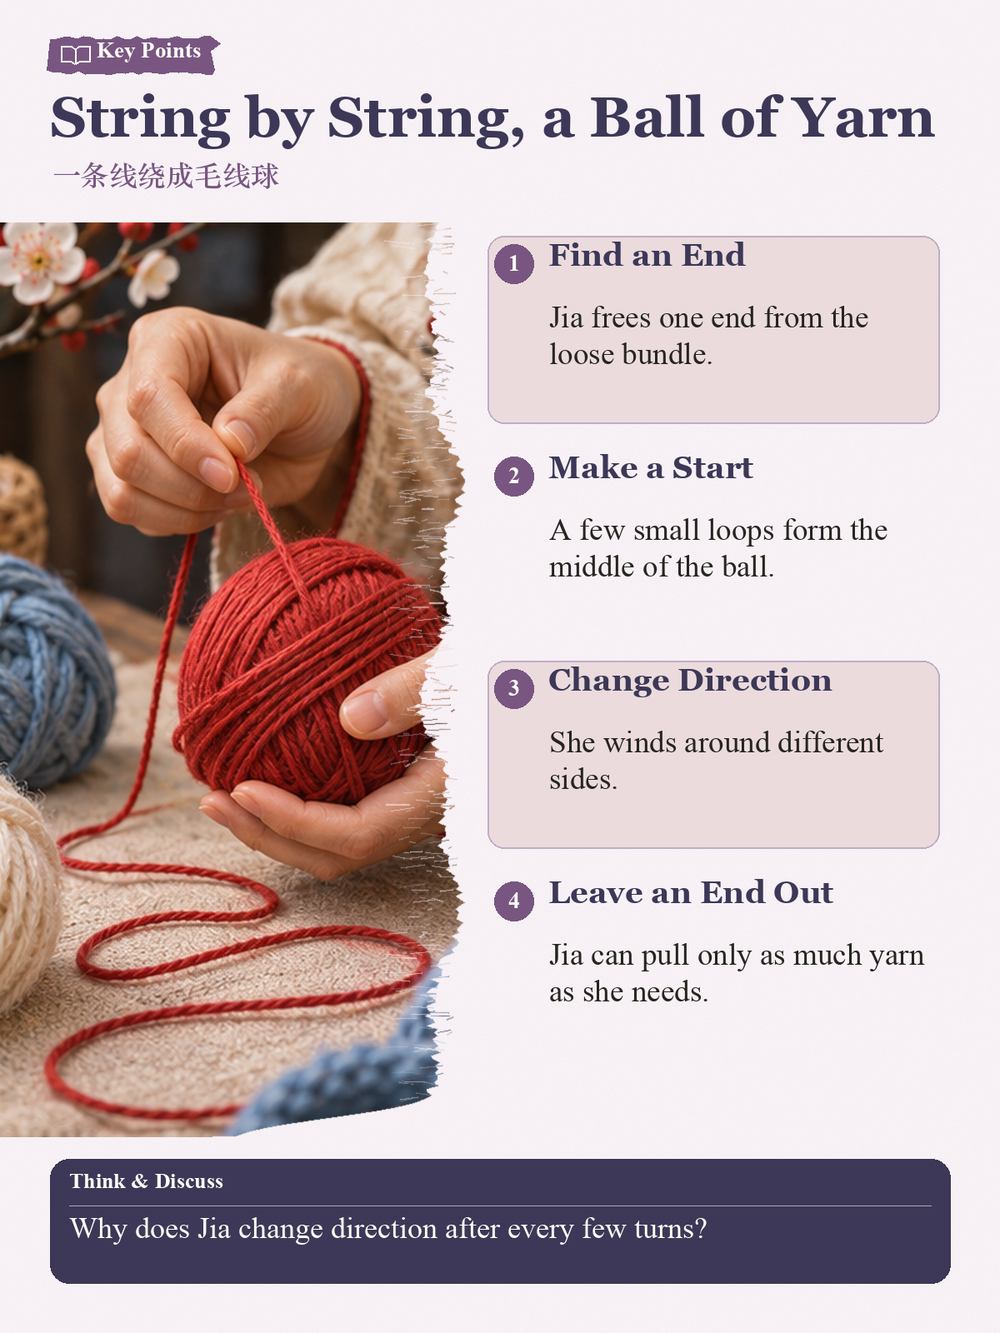 Key Points
String by String, a Ball of Yarn
一条线绕成毛线球
1 Find an End
Jia frees one end from the
loose bundle.
2 Make a Start
A few small loops form the
middle of the ball.
3 Change Direction
She winds around different
sides.
4 Leave an End Out
Jia can pull only as much yarn
as she needs.
Think & Discuss
Why does Jia change direction after every few turns?